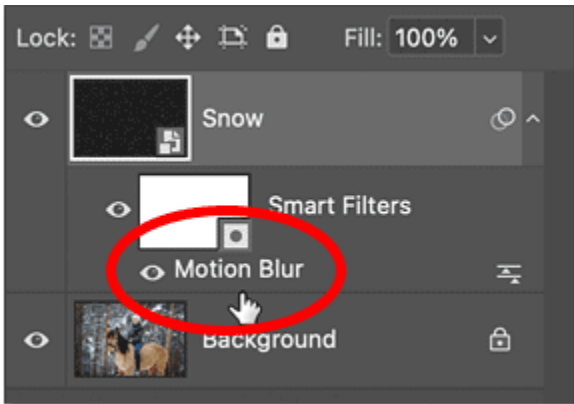 Lock: Fill: 100%
Snow
Smart Filters
Motion Blur
Background